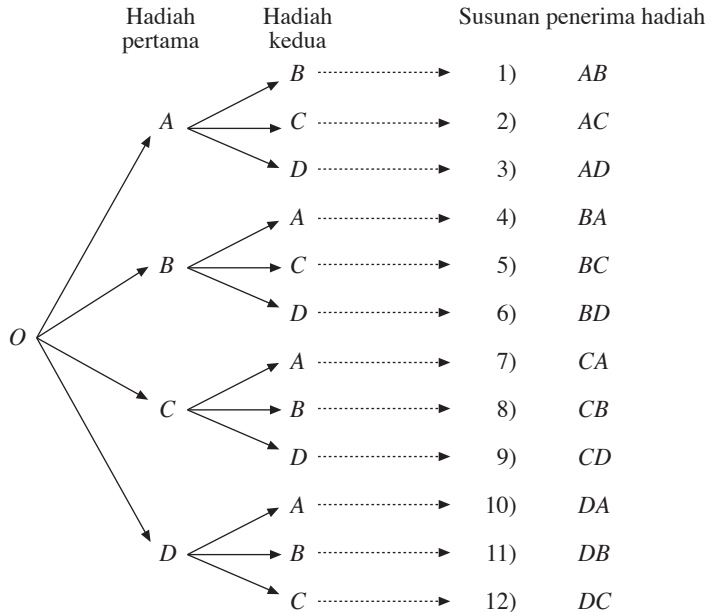 Hadiah pertama Hadiah kedua Susunan penerima hadiah
B 1) AB
A C 2) AC
D 3) AD
A 4) BA
B C 5) BC
D 6) BD
O
A 7) CA
C B 8) CB
D 9) CD
A 10) DA
D B 11) DB
C 12) DC